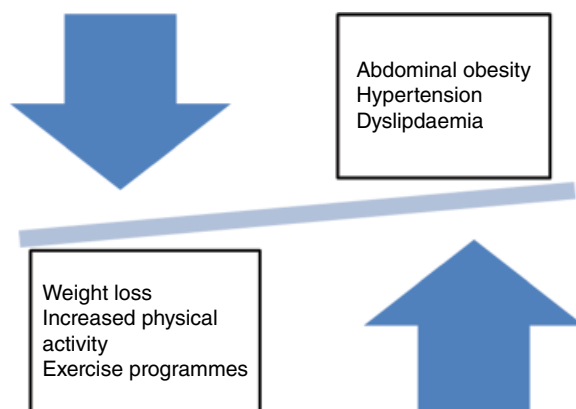 Abdominal obesity
Hypertension
Dyslipdaemia
Weight loss
Increased physical
activity
Exercise programmes